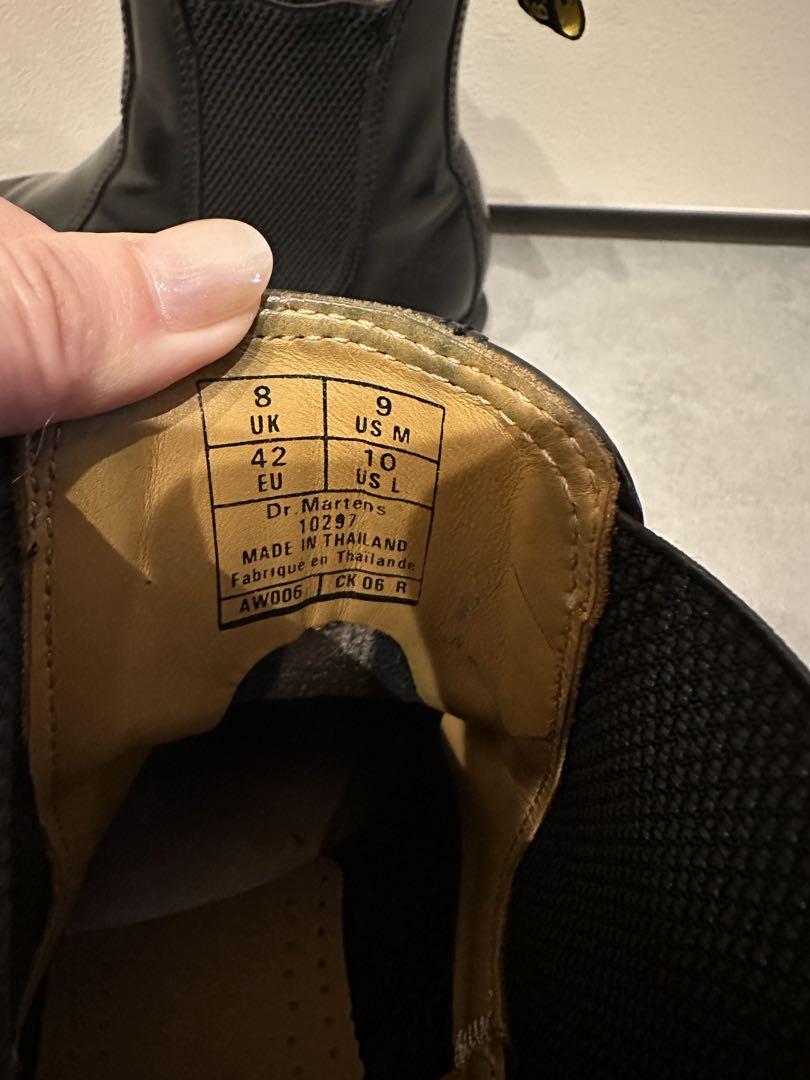 8 9
UK US M
42 10
EU US L
Dr. Martens
10297
MADE IN THAILAND
Fabrique en Thaïlande
AW006 CK 06 R